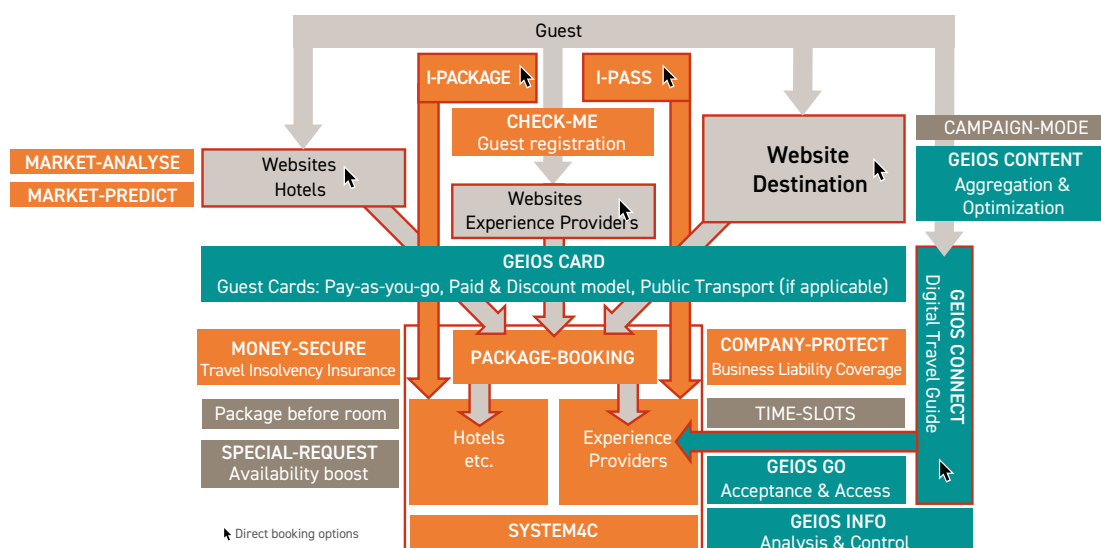 Guest
I-PACKAGE
I-PASS
CHECK-ME
Guest registration
CAMPAIGN-MODE
MARKET-ANALYSE
MARKET-PREDICT
Websites
Hotels
Websites
Experience Providers
Website
Destination
GEIOS CONTENT
Aggregation &
Optimization
GEIOS CARD
Guest Cards: Pay-as-you-go, Paid & Discount model, Public Transport (if applicable)
GEIOS CONNECT
Digital Travel Guide
MONEY-SECURE
Travel Insolvency Insurance
PACKAGE-BOOKING
COMPANY-PROTECT
Business Liability Coverage
Package before room
TIME-SLOTS
SPECIAL-REQUEST
Availability boost
Hotels
etc.
Experience
Providers
GEIOS GO
Acceptance & Access
Direct booking options
SYSTEM4C
GEIOS INFO
Analysis & Control